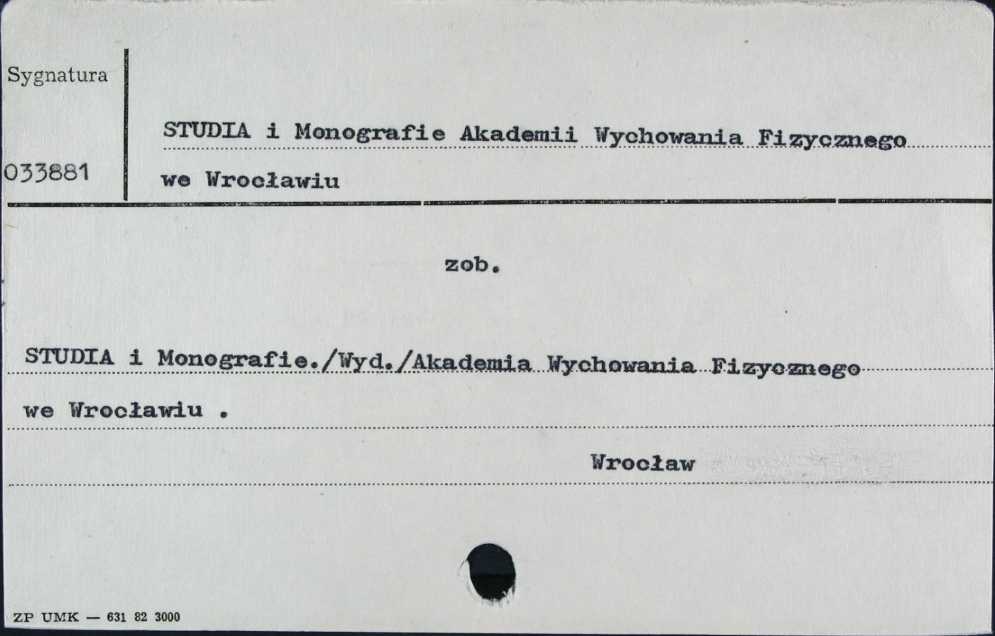 Sygnatura
STUDIA i Monografie Akademii Wychowania Fizycznego
033881
we Wrocławiu
zob.
STUDIA i Monografie./Wyd./Akademia Wychowania Fizycznego
we Wrocławiu .
Wrocław
ZP UMK — 631 82 3000